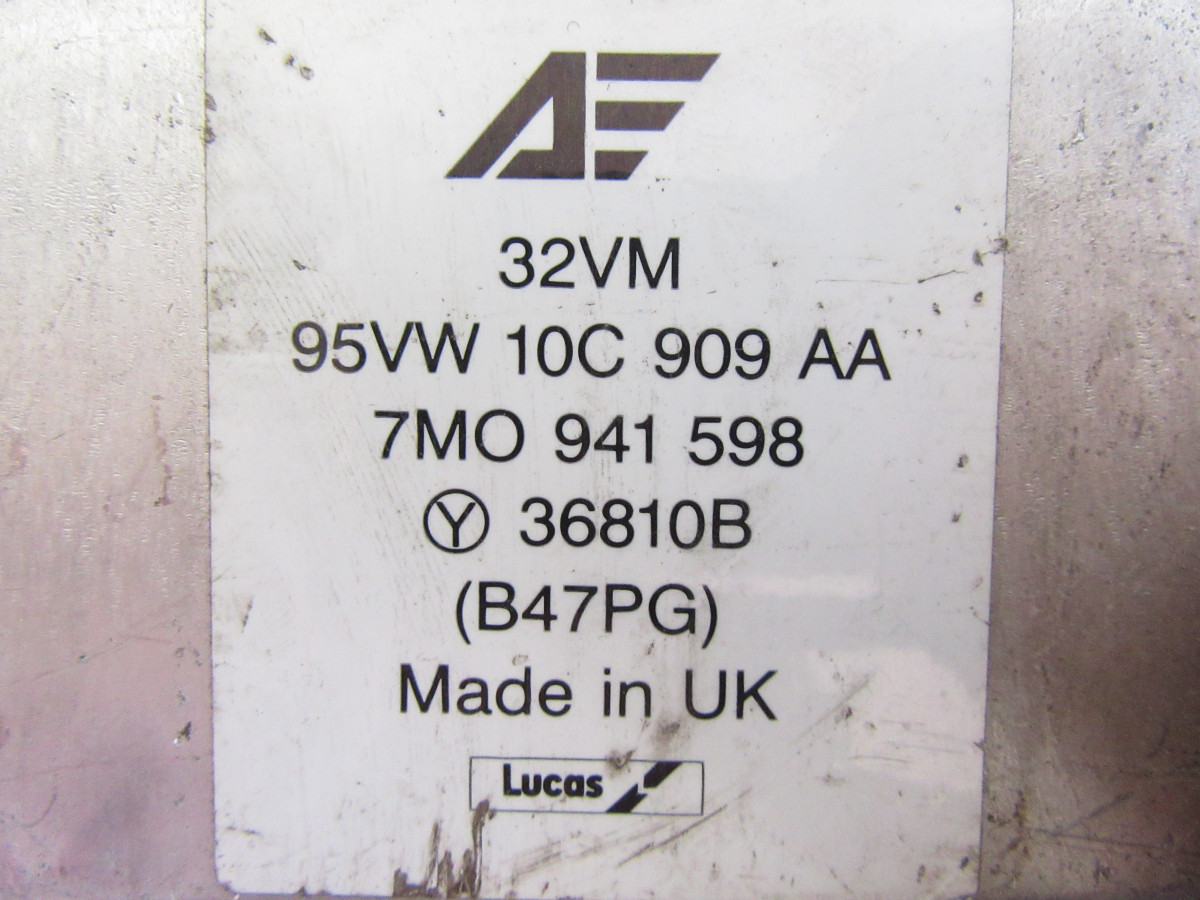 AE
32VM
95VW 10C 909 AA
7MO 941 598
Ⓨ 36810B
(B47PG)
Made in UK
Lucas